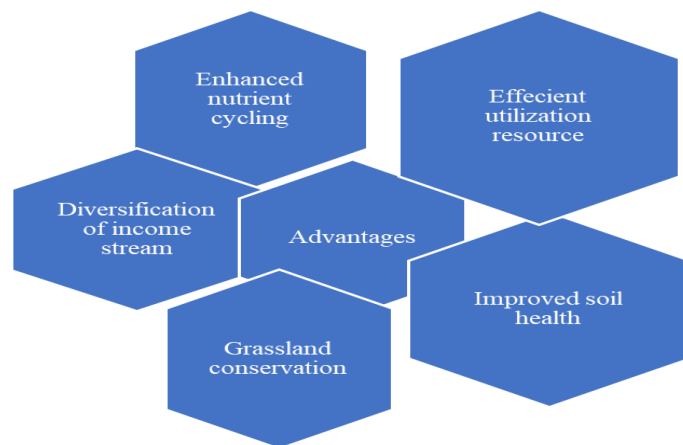 Enhanced
nutrient
cycling
Effecient
utilization
resource
Diversification
of income
stream
Advantages
Improved soil
health
Grassland
conservation